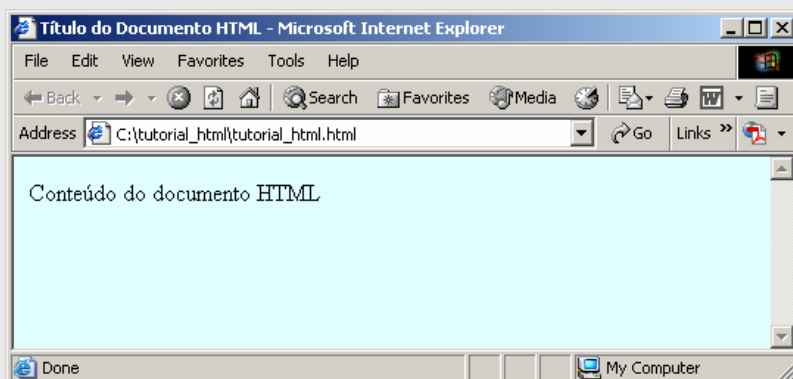 Título do Documento HTML - Microsoft Internet Explorer
File Edit View Favorites Tools Help
Back Search Favorites Media
Address C:\tutorial_html\tutorial_html.html Go Links »
Conteúdo do documento HTML
Done My Computer